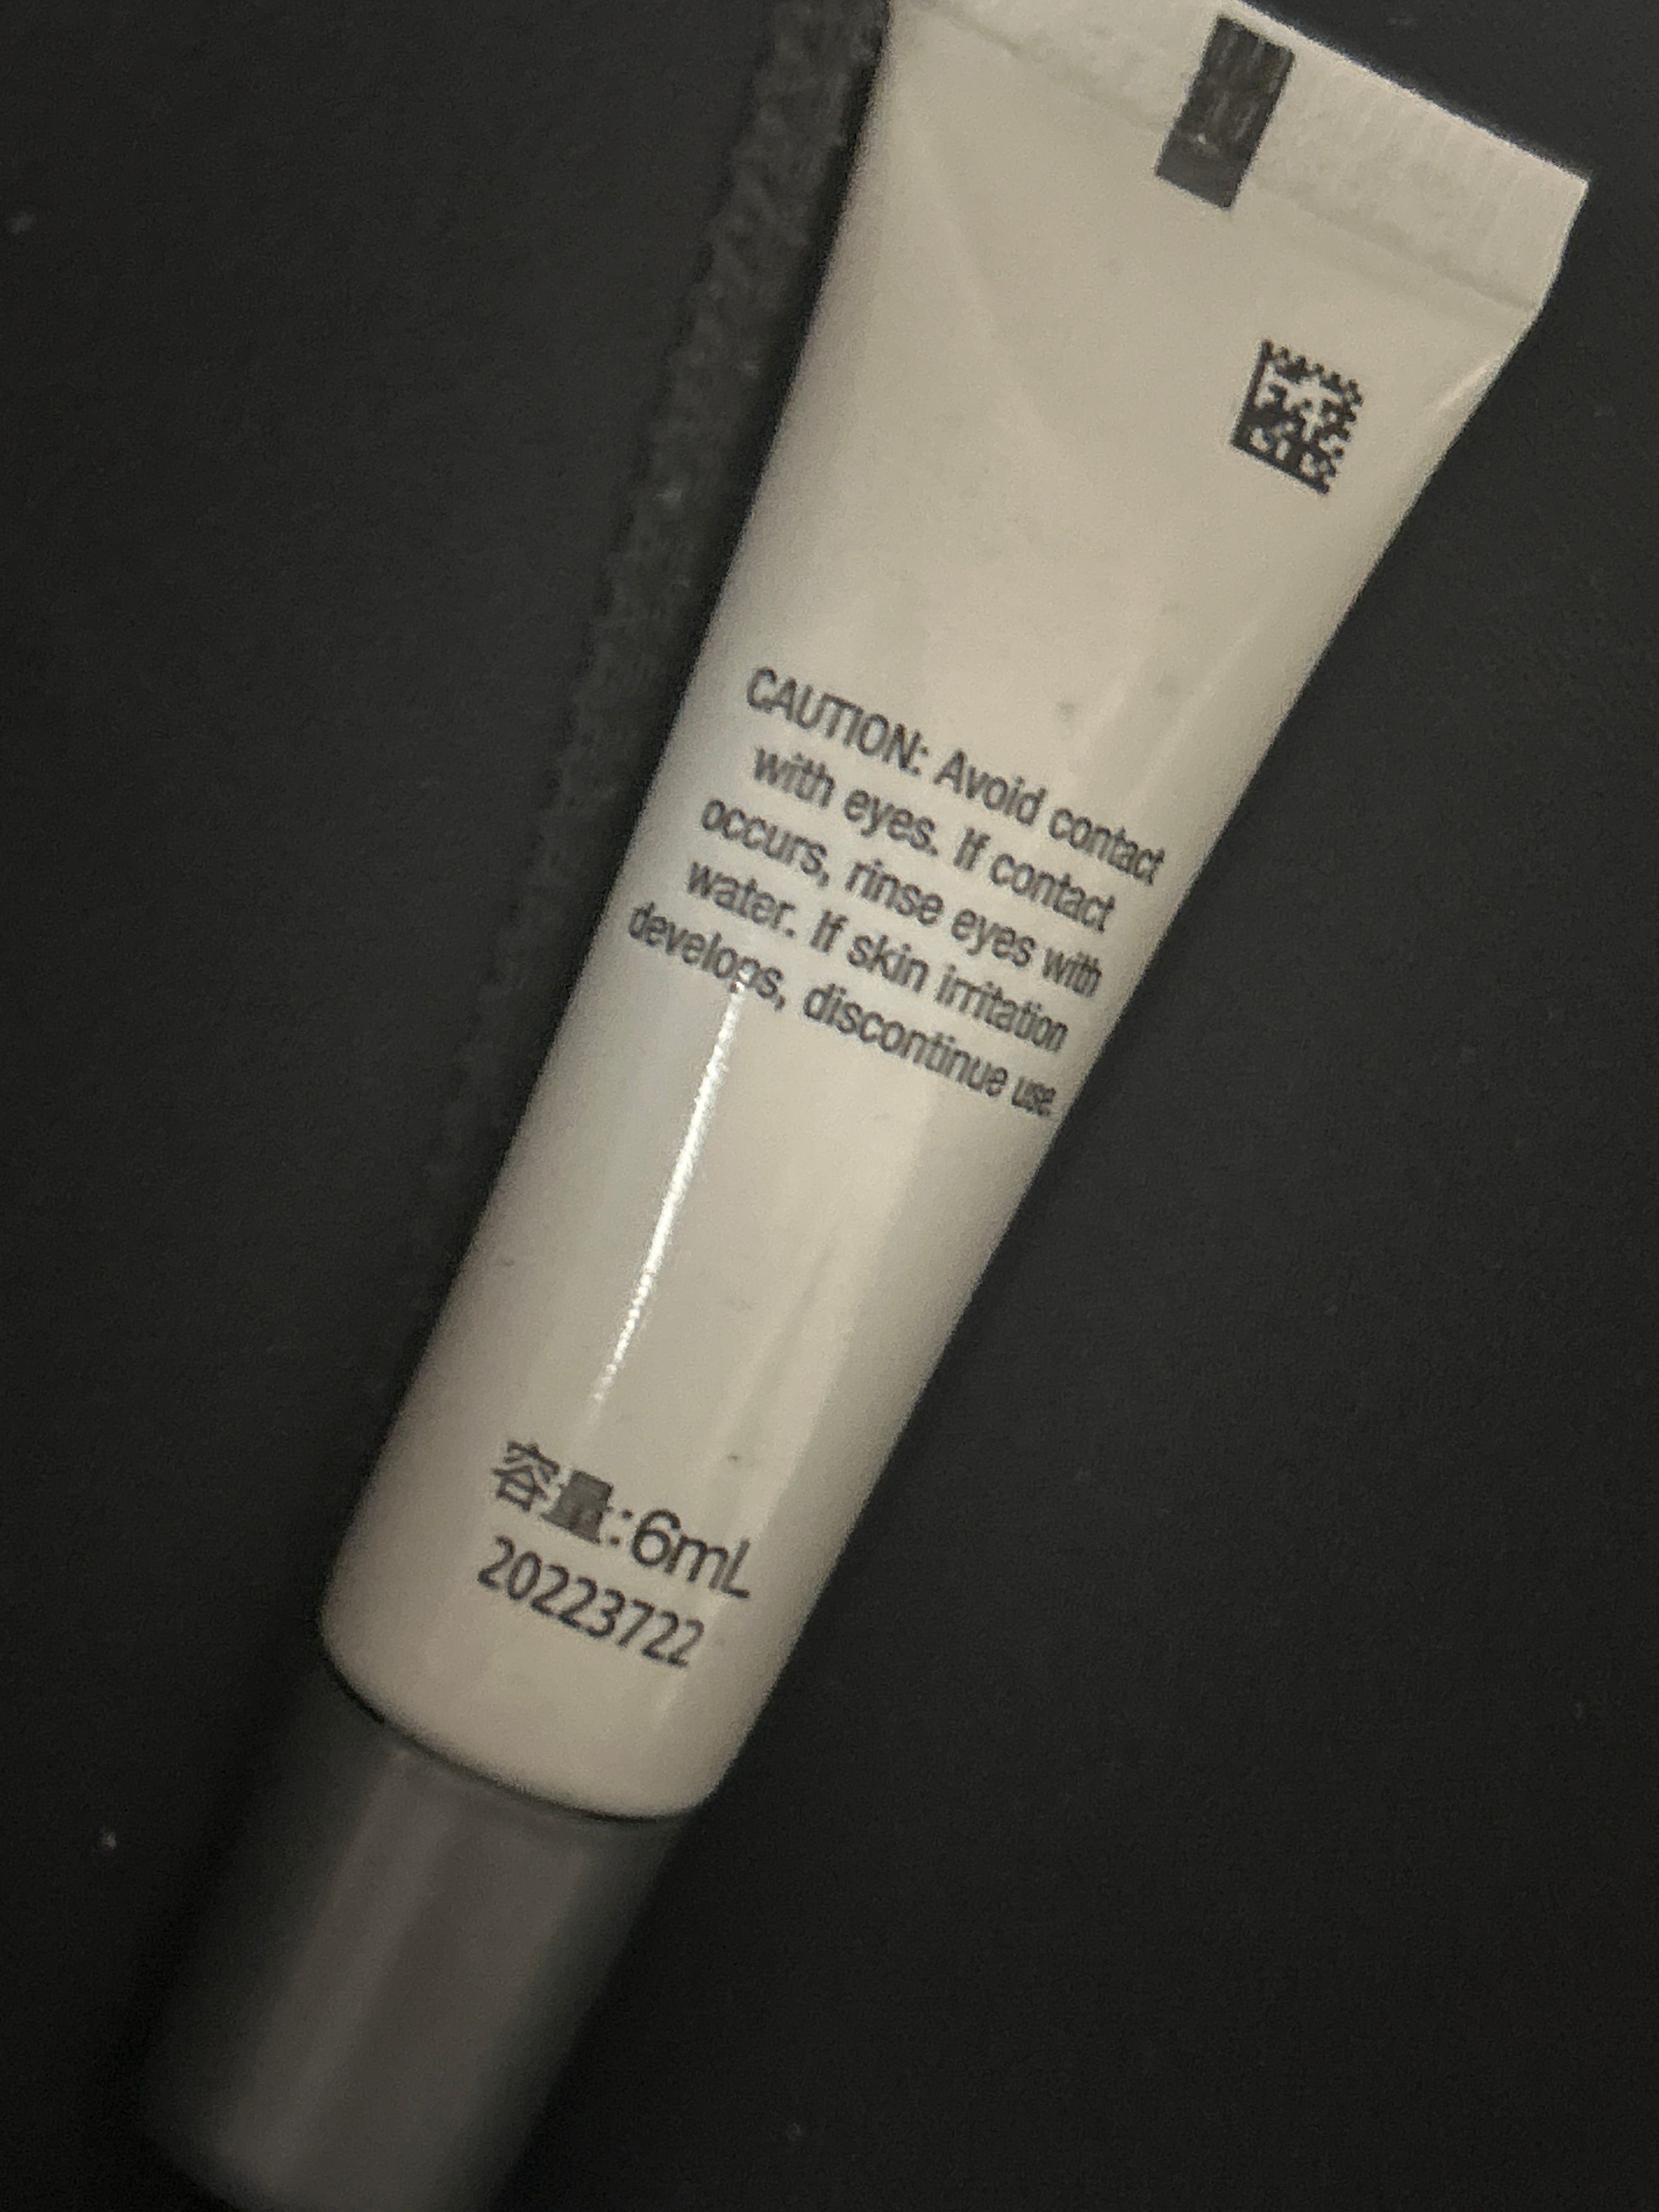 CAUTION: Avoid contact
with eyes. If contact
occurs, rinse eyes with
water. If skin irritation
develops, discontinue use.
容量:6mL
20223722